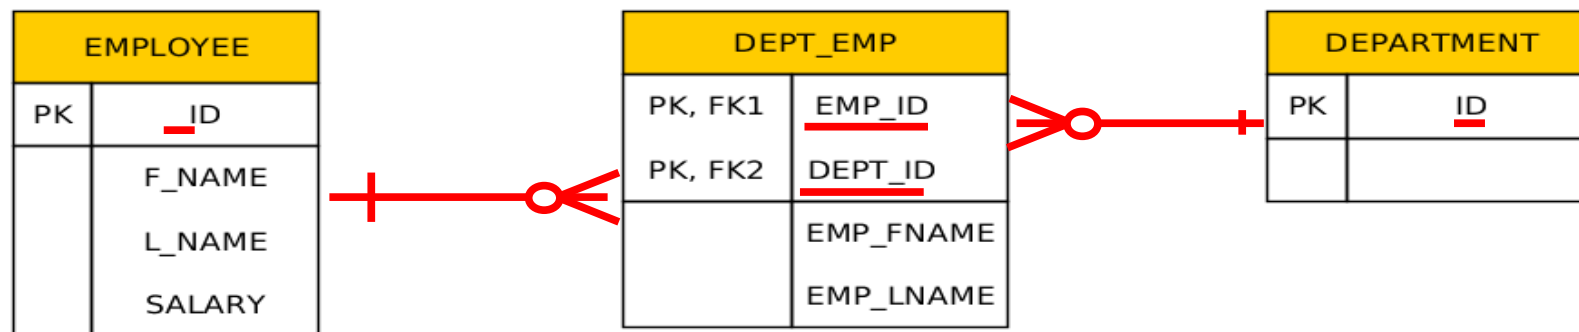 EMPLOYEE
PK _ID
F_NAME
L_NAME
SALARY
DEPT_EMP
PK, FK1 EMP_ID
PK, FK2 DEPT_ID
EMP_FNAME
EMP_LNAME
DEPARTMENT
PK ID